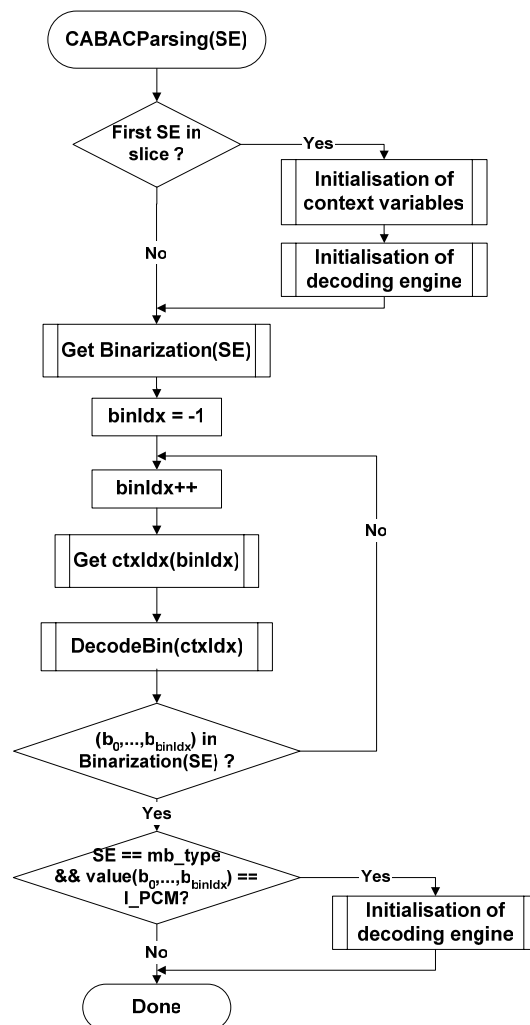 CABACParsing(SE)
First SE in
slice ?
Yes
Initialisation of
context variables
No
Initialisation of
decoding engine
Get Binarization(SE)
binIdx = -1
binIdx++
No
Get ctxIdx(binIdx)
DecodeBin(ctxIdx)
(b0,...,bbinIdx) in
Binarization(SE) ?
Yes
SE == mb_type
&& value(b0,...,bbinIdx) ==
I_PCM?
Yes
Initialisation of
decoding engine
No
Done